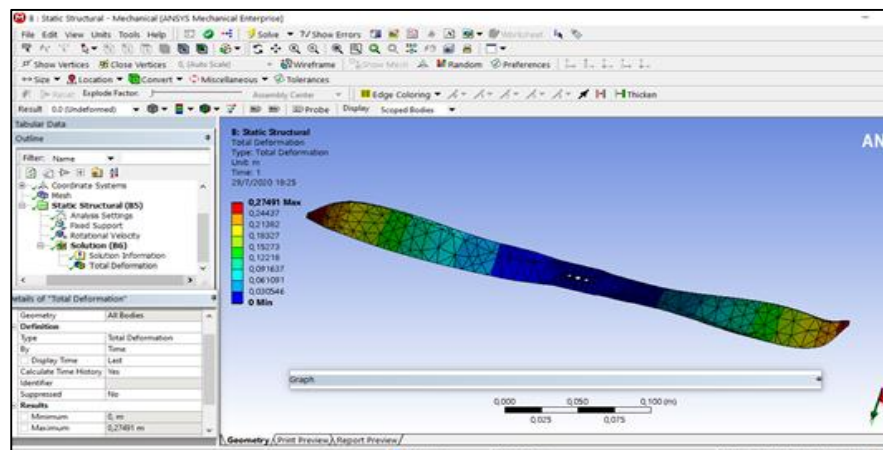 B : Static Structural - Mechanical [ANSYS Mechanical Enterprise]
File Edit View Units Tools Help Solve ?/ Show Errors Worksheet
Show Vertices Close Vertices 0, (Auto Scale) Wireframe Show Mesh Random Preferences
Size Location Convert Miscellaneous Tolerances
Reset Explode Factor: Assembly Center Edge Coloring Thicken
Result 0.0 (Undeformed) Probe Display Scoped Bodies
Tabular Data
Outline
Filter: Name
Coordinate Systems
Mesh
Static Structural (B5)
Analysis Settings
Fixed Support
Rotational Velocity
Solution (B6)
Solution Information
Total Deformation
etails of "Total Deformation"
Geometry All Bodies
Definition
Type Total Deformation
By Time
Display Time Last
Calculate Time History Yes
Identifier
Suppressed No
Results
Minimum 0, m
Maximum 0,27491 m
B: Static Structural
Total Deformation
Type: Total Deformation
Unit: m
Time: 1
29/7/2020 18:25
0,27491 Max
0,24437
0,21382
0,18327
0,15273
0,12218
0,091637
0,061091
0,030546
0 Min
AN
Graph
0,000 0,050 0,100 (m)
0,025 0,075
Geometry Print Preview Report Preview